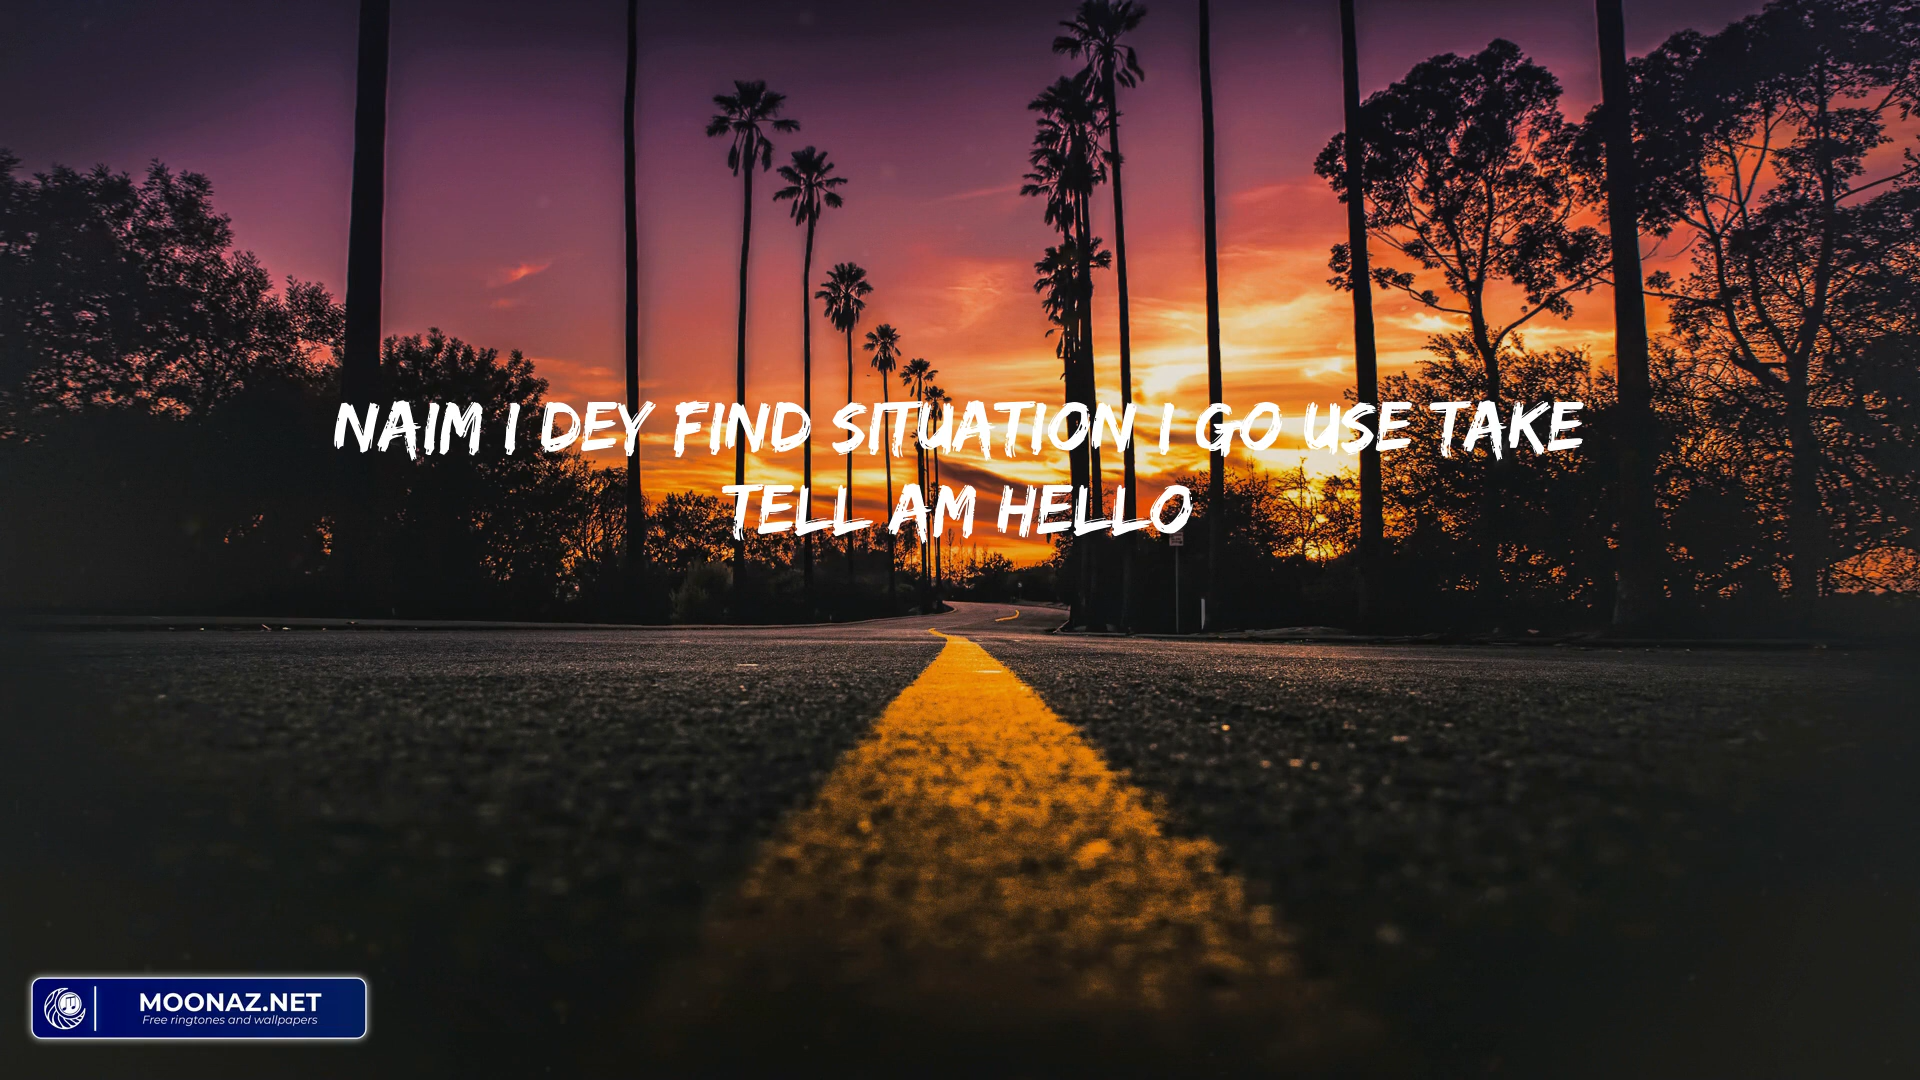 NAIM I DEY FIND SITUATION I GO USE TAKE
TELL AM HELLO
MOONAZ.NET
Free ringtones and wallpapers